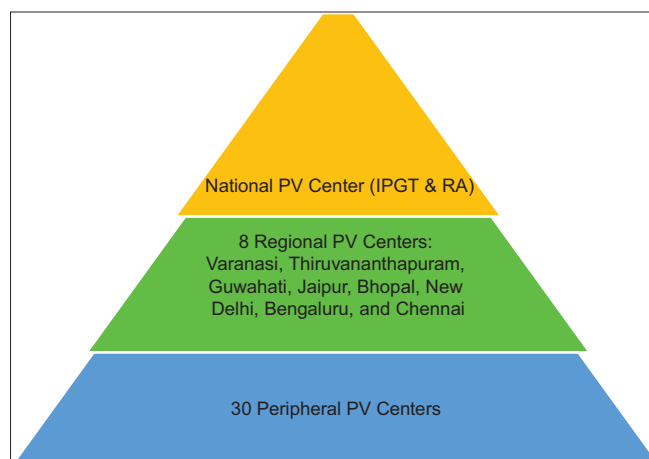 National PV Center (IPGT & RA)
8 Regional PV Centers:
Varanasi, Thiruvananthapuram,
Guwahati, Jaipur, Bhopal, New
Delhi, Bengaluru, and Chennai
30 Peripheral PV Centers